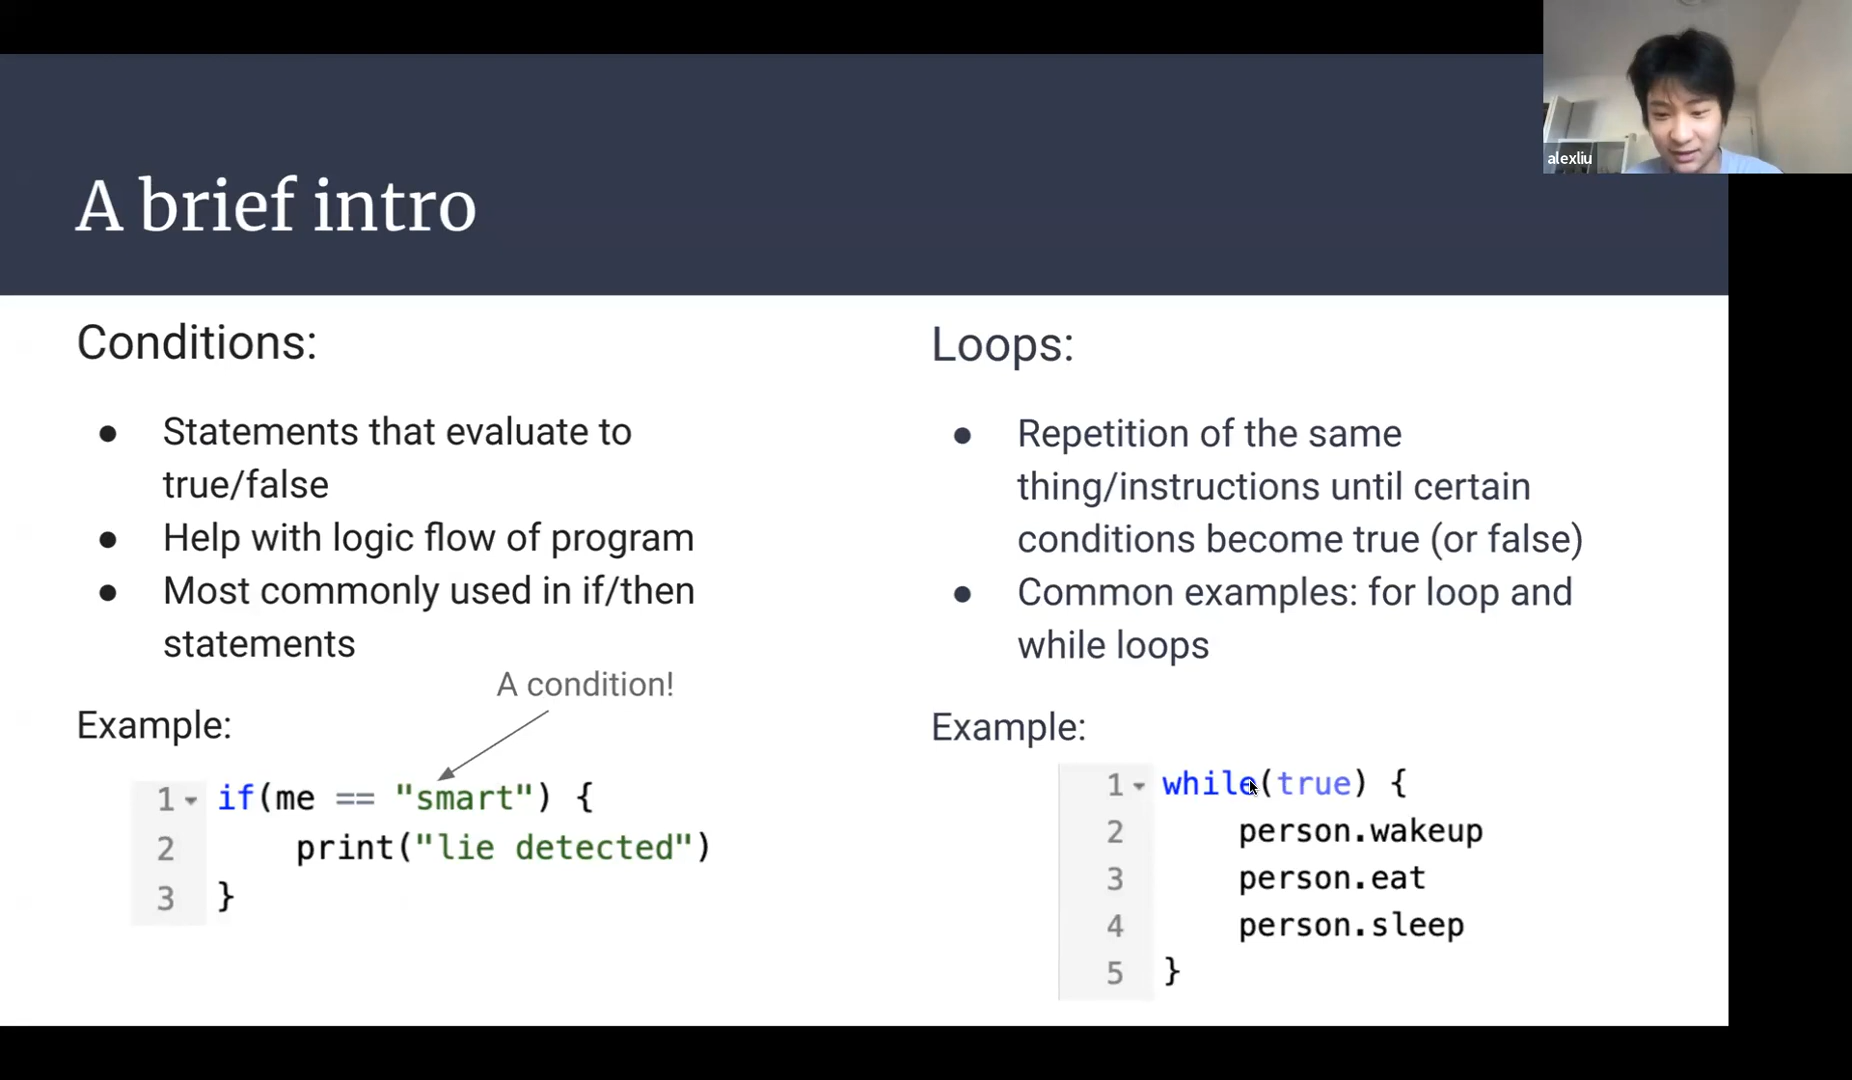 alexliu
A brief intro
Conditions:
● Statements that evaluate to
true/false
● Help with logic flow of program
● Most commonly used in if/then
statements
A condition!
Example:
1 if(me == "smart") {
2 print("lie detected")
3 }
Loops:
● Repetition of the same
thing/instructions until certain
conditions become true (or false)
● Common examples: for loop and
while loops
Example:
1 while(true) {
2 person.wakeup
3 person.eat
4 person.sleep
5 }